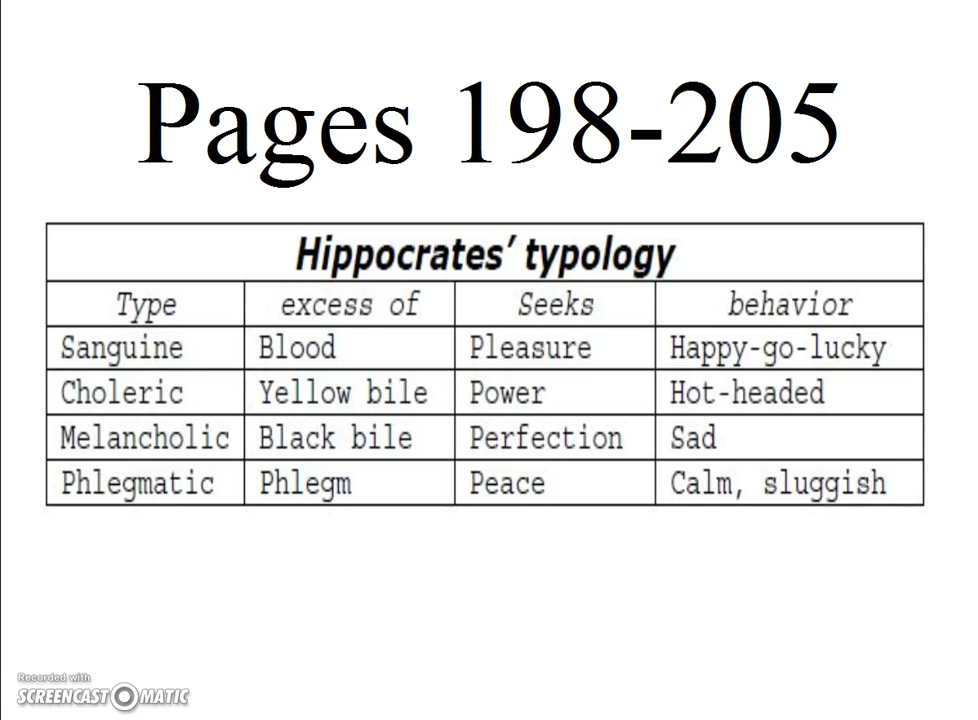 Pages 198-205
Hippocrates’ typology
Type excess of Seeks behavior
Sanguine Blood Pleasure Happy-go-lucky
Choleric Yellow bile Power Hot-headed
Melancholic Black bile Perfection Sad
Phlegmatic Phlegm Peace Calm, sluggish
Recorded with
SCREENCAST MATIC